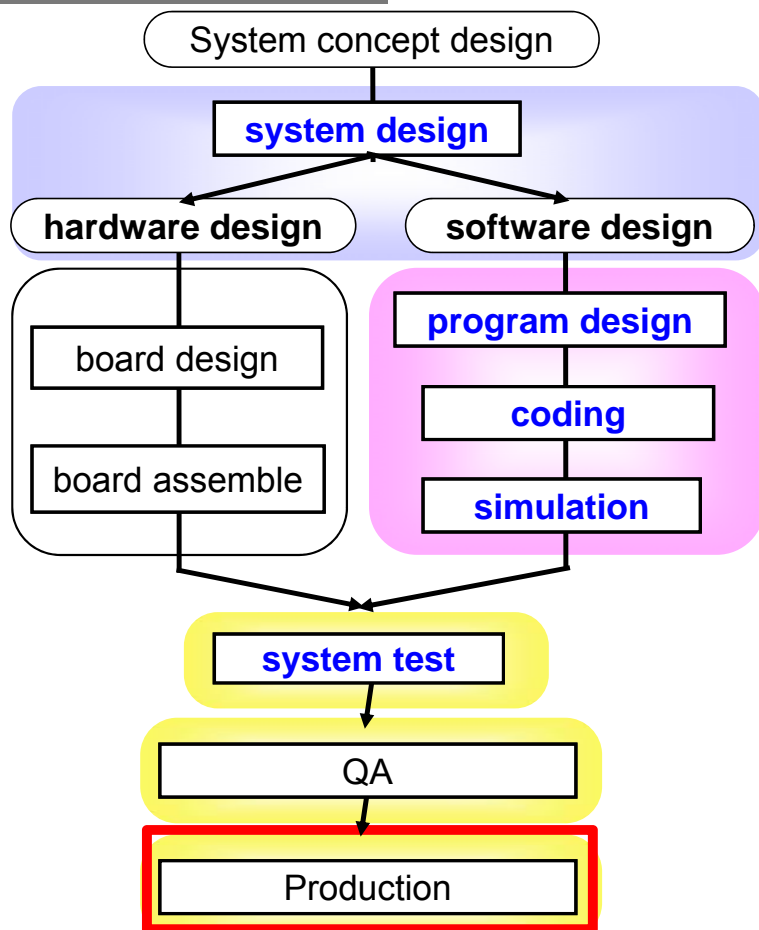 System concept design
system design
hardware design
software design
board design
board assemble
program design
coding
simulation
system test
QA
Production